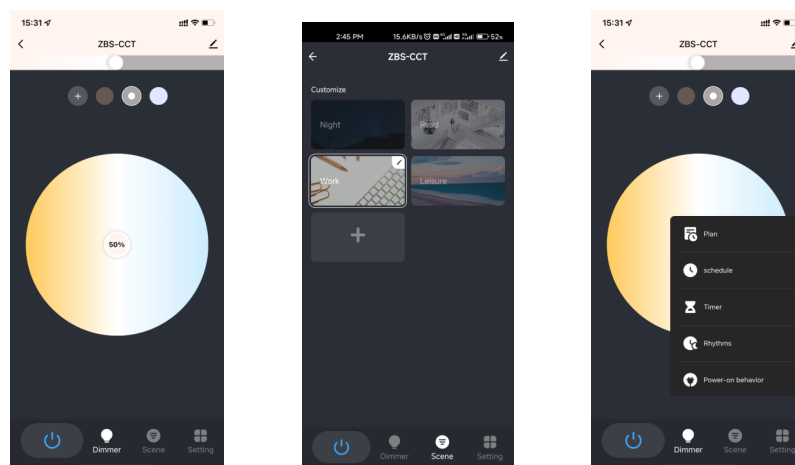 15:31
ZBS-CCT
50%
Dimmer
Scene
Setting
2:45 PM
15.6KB/s
52%
ZBS-CCT
Customize
Night
Read
Work
Leisure
Dimmer
Scene
Setting
15:31
ZBS-CCT
Plan
schedule
Timer
Rhythms
Power-on behavior
Dimmer
Scene
Setting